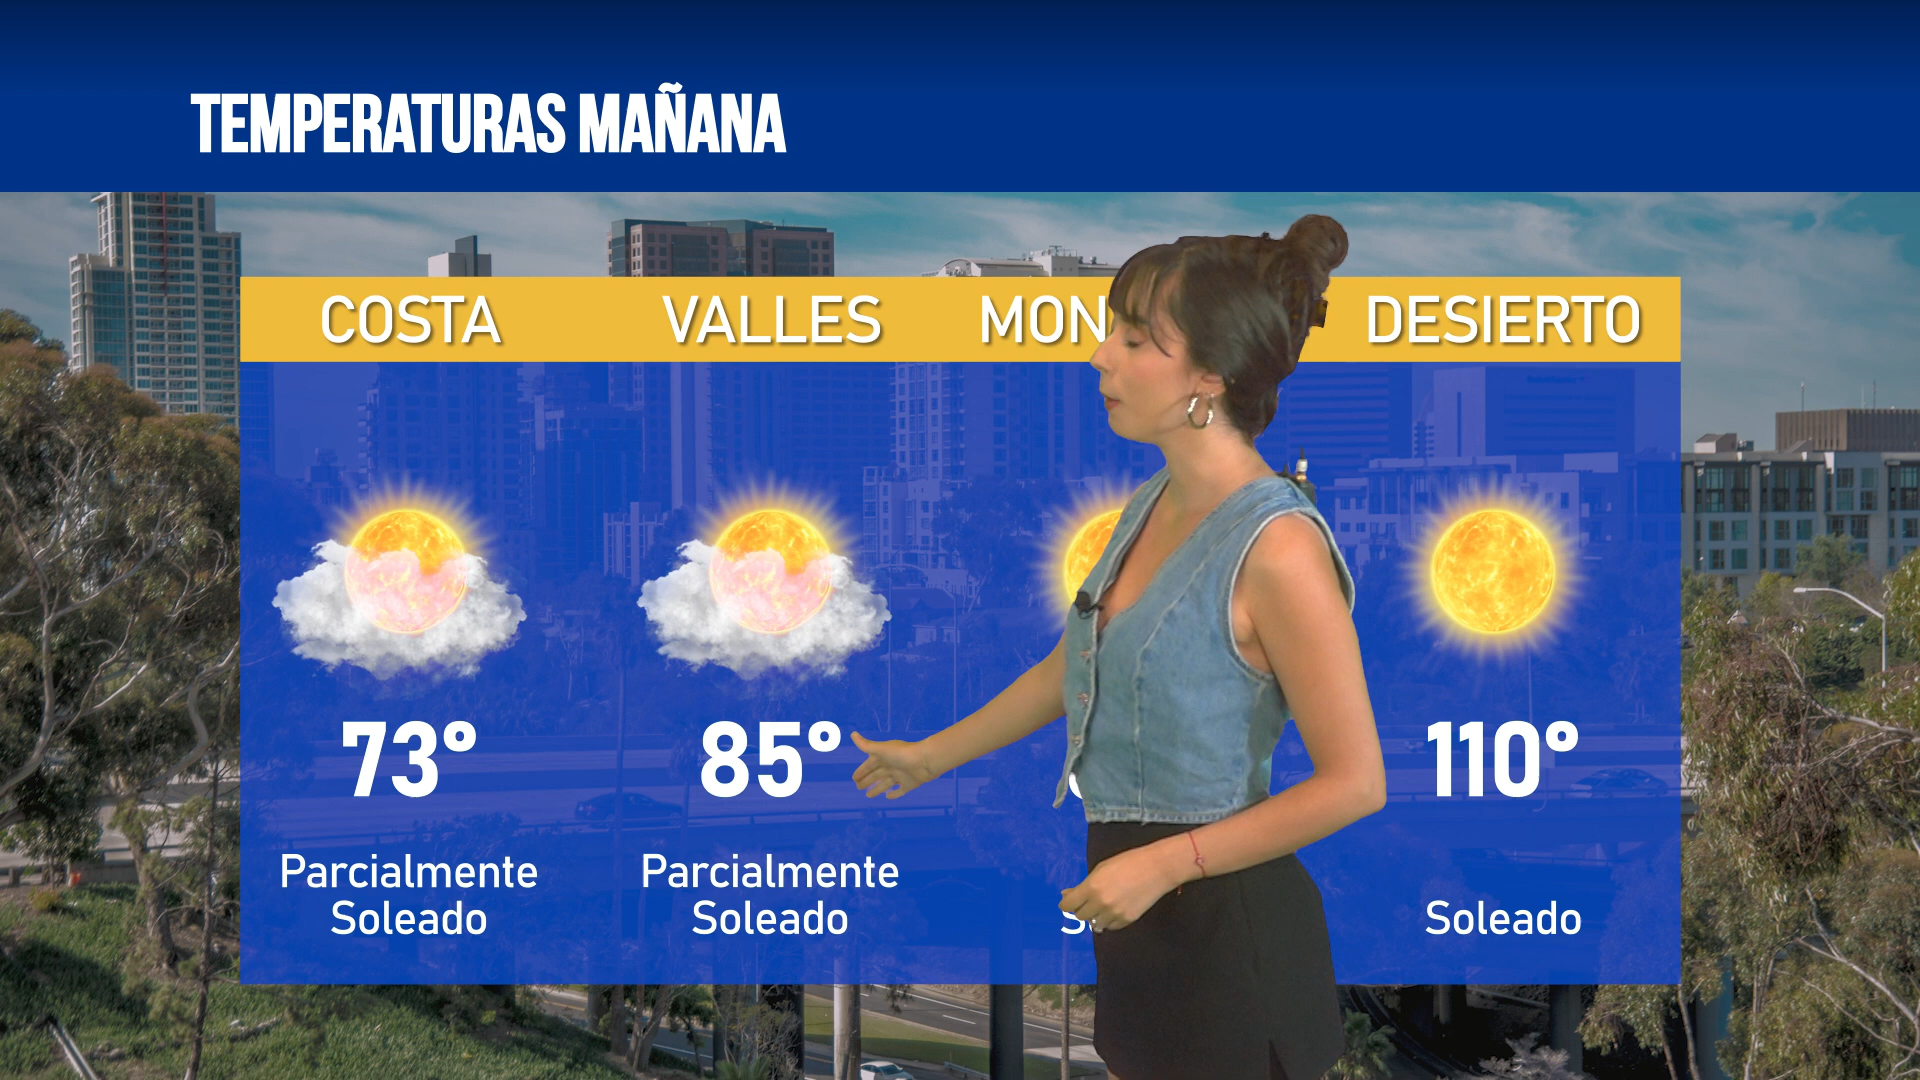 TEMPERATURAS MAÑANA
COSTA VALLES DESIERTO
73° 85° 110°
Parcialmente Parcialmente
Soleado Soleado Soleado